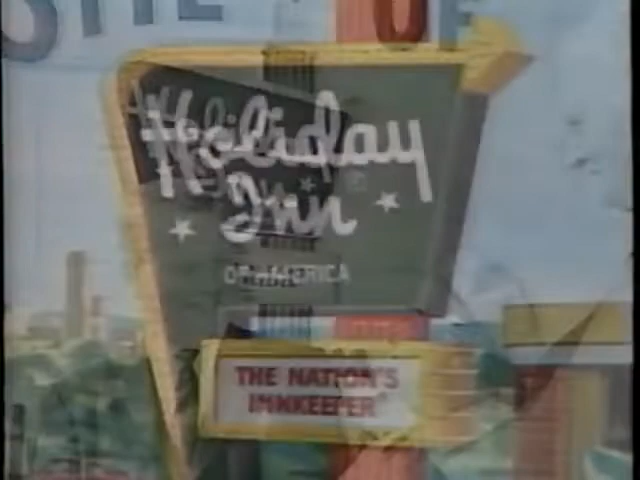 Holiday
Inn
OF AMERICA
THE NATION'S
INNKEEPER®